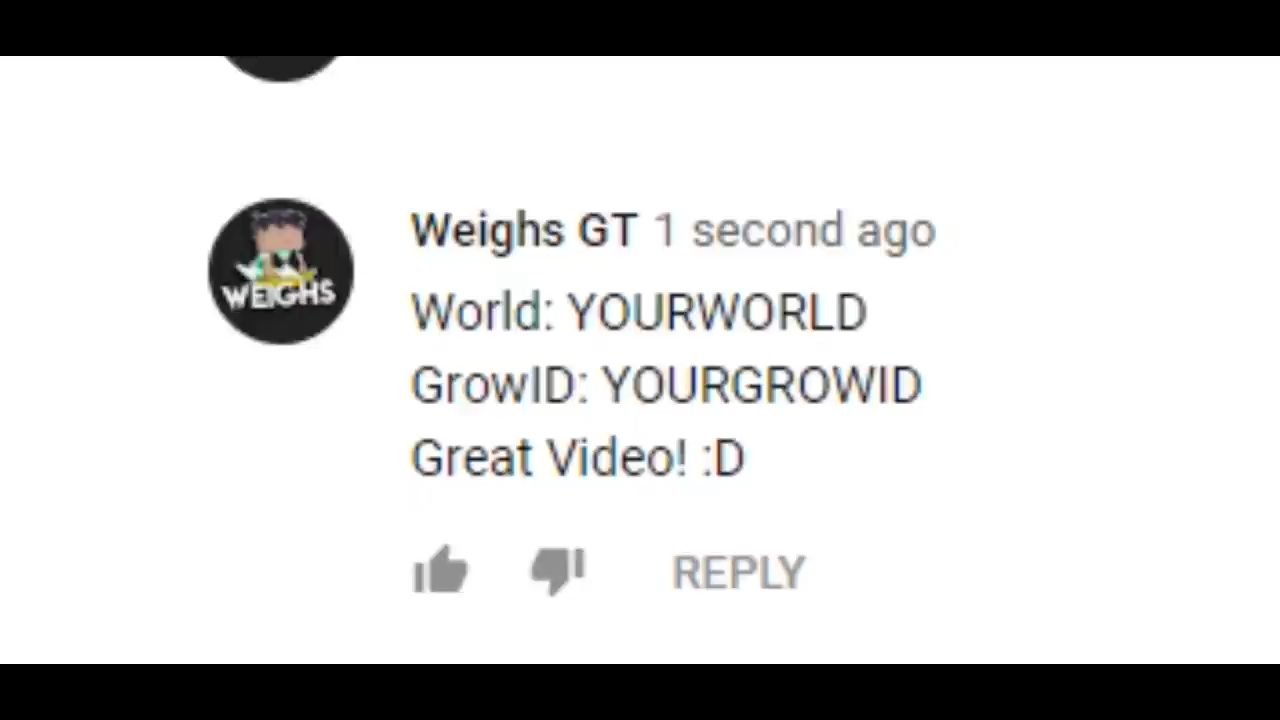 WEIGHS
Weighs GT 1 second ago
World: YOURWORLD
GrowID: YOURGROWID
Great Video! :D
REPLY